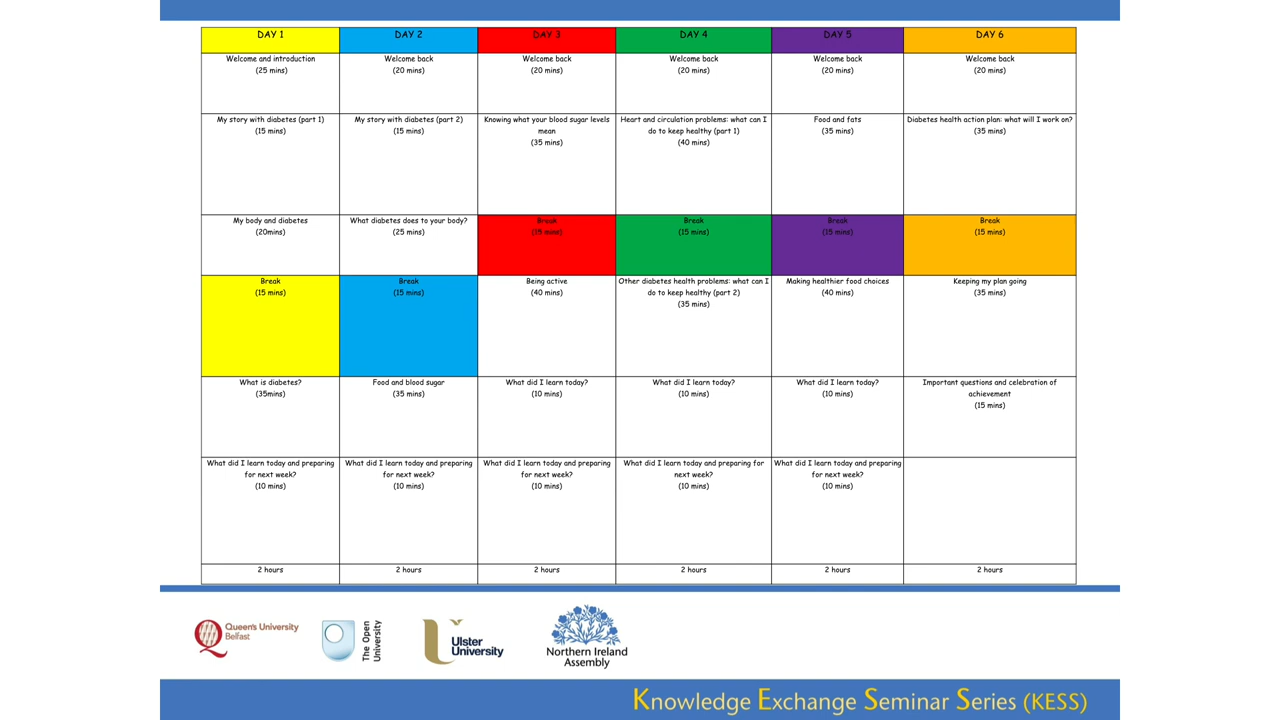 DAY 1
DAY 2
DAY 3
DAY 4
DAY 5
DAY 6
Welcome and introduction
(25 mins)
Welcome back
(20 mins)
Welcome back
(20 mins)
Welcome back
(20 mins)
Welcome back
(20 mins)
Welcome back
(20 mins)
My story with diabetes (part 1)
(15 mins)
My story with diabetes (part 2)
(15 mins)
Knowing what your blood sugar levels
mean
(35 mins)
Heart and circulation problems: what can I
do to keep healthy (part 1)
(40 mins)
Food and fats
(35 mins)
Diabetes health action plan: what will I work on?
(35 mins)
My body and diabetes
(20mins)
What diabetes does to your body?
(25 mins)
Break
(15 mins)
Break
(15 mins)
Break
(15 mins)
Break
(15 mins)
Break
(15 mins)
Break
(15 mins)
Being active
(40 mins)
Other diabetes health problems: what can I
do to keep healthy (part 2)
(35 mins)
Making healthier food choices
(40 mins)
Keeping my plan going
(35 mins)
What is diabetes?
(35mins)
Food and blood sugar
(35 mins)
What did I learn today?
(10 mins)
What did I learn today?
(10 mins)
What did I learn today?
(10 mins)
Important questions and celebration of
achievement
(15 mins)
What did I learn today and preparing
for next week?
(10 mins)
What did I learn today and preparing
for next week?
(10 mins)
What did I learn today and preparing
for next week?
(10 mins)
What did I learn today and preparing for
next week?
(10 mins)
What did I learn today and preparing
for next week?
(10 mins)
2 hours
2 hours
2 hours
2 hours
2 hours
2 hours
Queen's University
Belfast
The Open
University
Ulster
University
Northern Ireland
Assembly
Knowledge Exchange Seminar Series (KESS)